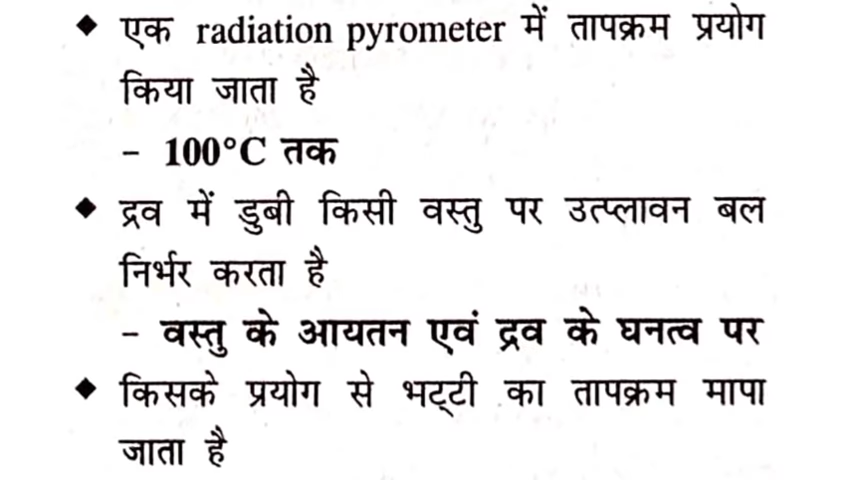 ◆ एक radiation pyrometer में तापक्रम प्रयोग
किया जाता है
– 100°C तक
◆ द्रव में डुबी किसी वस्तु पर उत्प्लावन बल
निर्भर करता है
– वस्तु के आयतन एवं द्रव के घनत्व पर
◆ किसके प्रयोग से भट्टी का तापक्रम मापा
जाता है